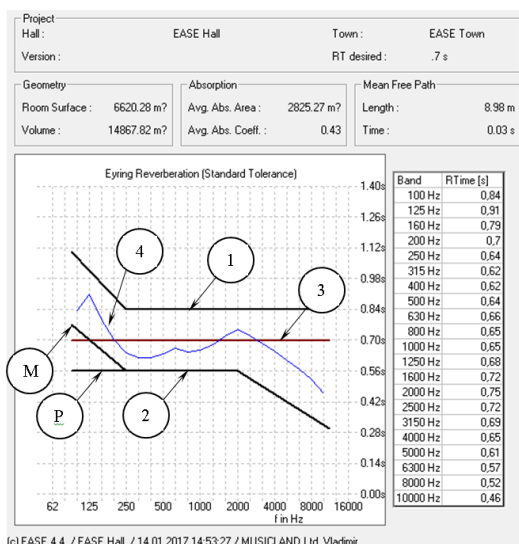 Project
Hall : EASE Hall Town : EASE Town
Version : RT desired : .7 s
Geometry Absorption Mean Free Path
Room Surface : 6620.28 m? Avg. Abs. Area : 2825.27 m? Length : 8.98 m
Volume : 14867.82 m? Avg. Abs. Coeff. : 0.43 Time : 0.03 s
Eyring Reverberation (Standard Tolerance)
1.40s
1.26s
1.12s
0.98s
0.84s
0.70s
0.56s
0.42s
0.28s
0.14s
0.00s
4
1
3
M
P
2
62 125 250 500 1000 2000 4000 8000 16000
f in Hz
Band RTime [s]
100 Hz 0,84
125 Hz 0,91
160 Hz 0,79
200 Hz 0,7
250 Hz 0,64
315 Hz 0,62
400 Hz 0,62
500 Hz 0,64
630 Hz 0,66
800 Hz 0,65
1000 Hz 0,65
1250 Hz 0,68
1600 Hz 0,72
2000 Hz 0,75
2500 Hz 0,72
3150 Hz 0,69
4000 Hz 0,65
5000 Hz 0,61
6300 Hz 0,57
8000 Hz 0,52
10000 Hz 0,46
(c) EASE 4.4 / EASE Hall / 14.01.2017 14:53:27 / MUSICLAND Ltd. Vladimir